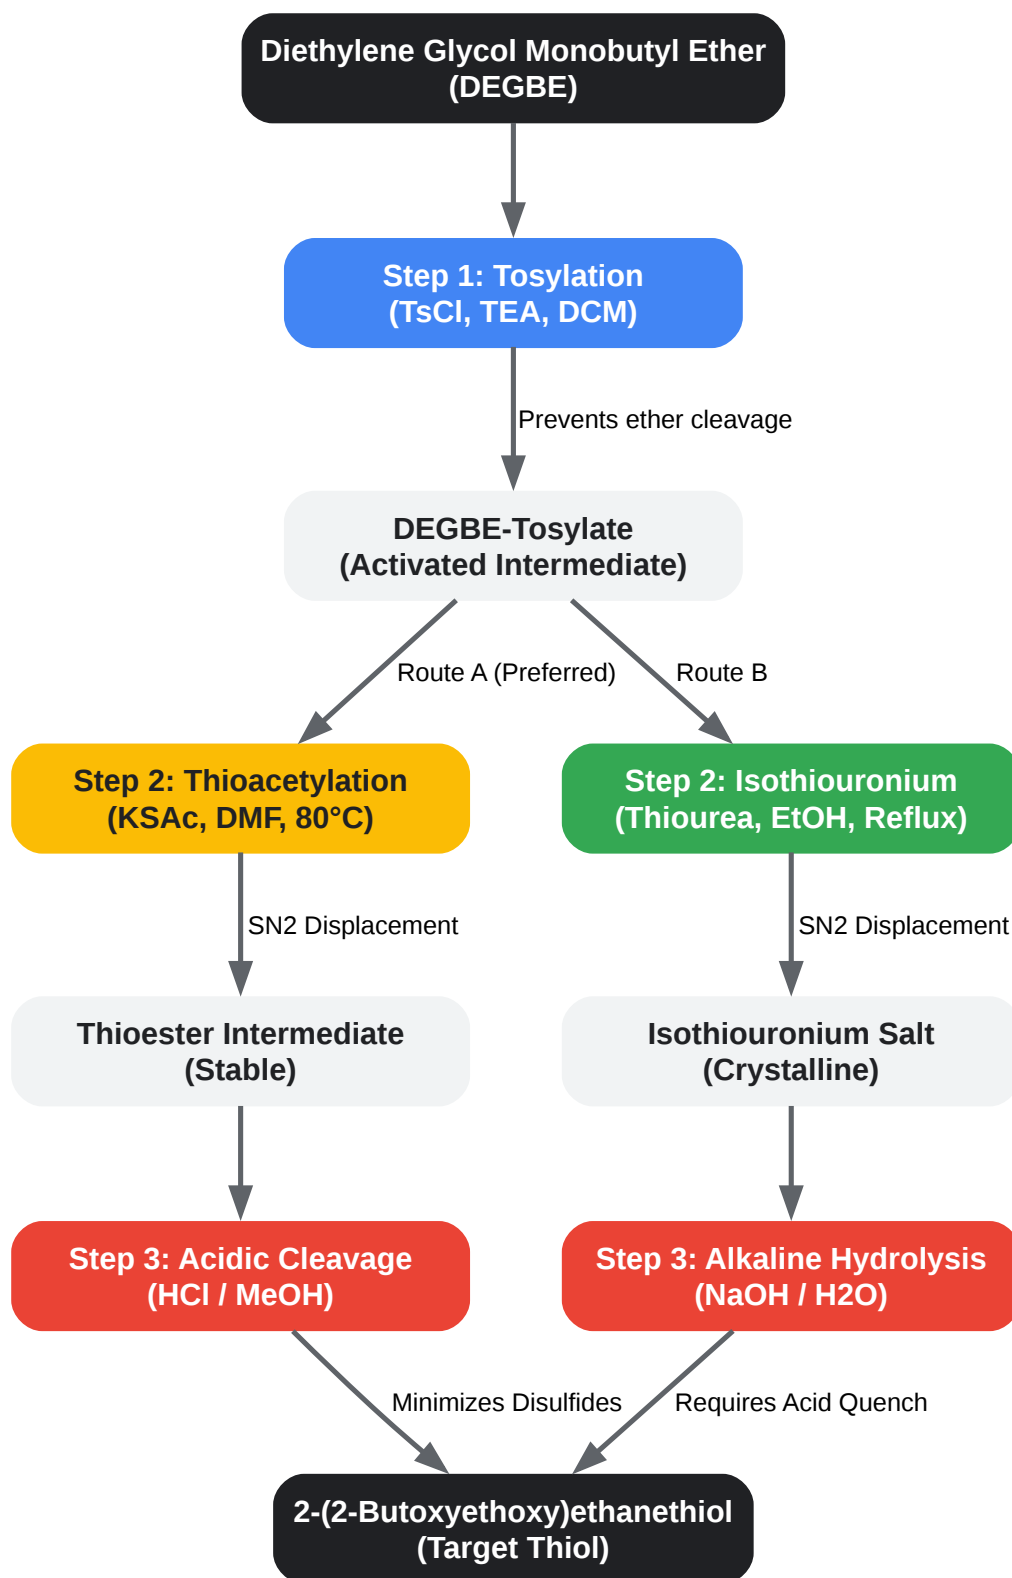 Diethylene Glycol Monobutyl Ether
(DEGBE)
Step 1: Tosylation
(TsCl, TEA, DCM)
Prevents ether cleavage
DEGBE-Tosylate
(Activated Intermediate)
Route A (Preferred)
Route B
Step 2: Thioacetylation
(KSAc, DMF, 80°C)
Step 2: Isothiouronium
(Thiourea, EtOH, Reflux)
SN2 Displacement
SN2 Displacement
Thioester Intermediate
(Stable)
Isothiouronium Salt
(Crystalline)
Step 3: Acidic Cleavage
(HCl / MeOH)
Step 3: Alkaline Hydrolysis
(NaOH / H2O)
Minimizes Disulfides
Requires Acid Quench
2-(2-Butoxyethoxy)ethanethiol
(Target Thiol)